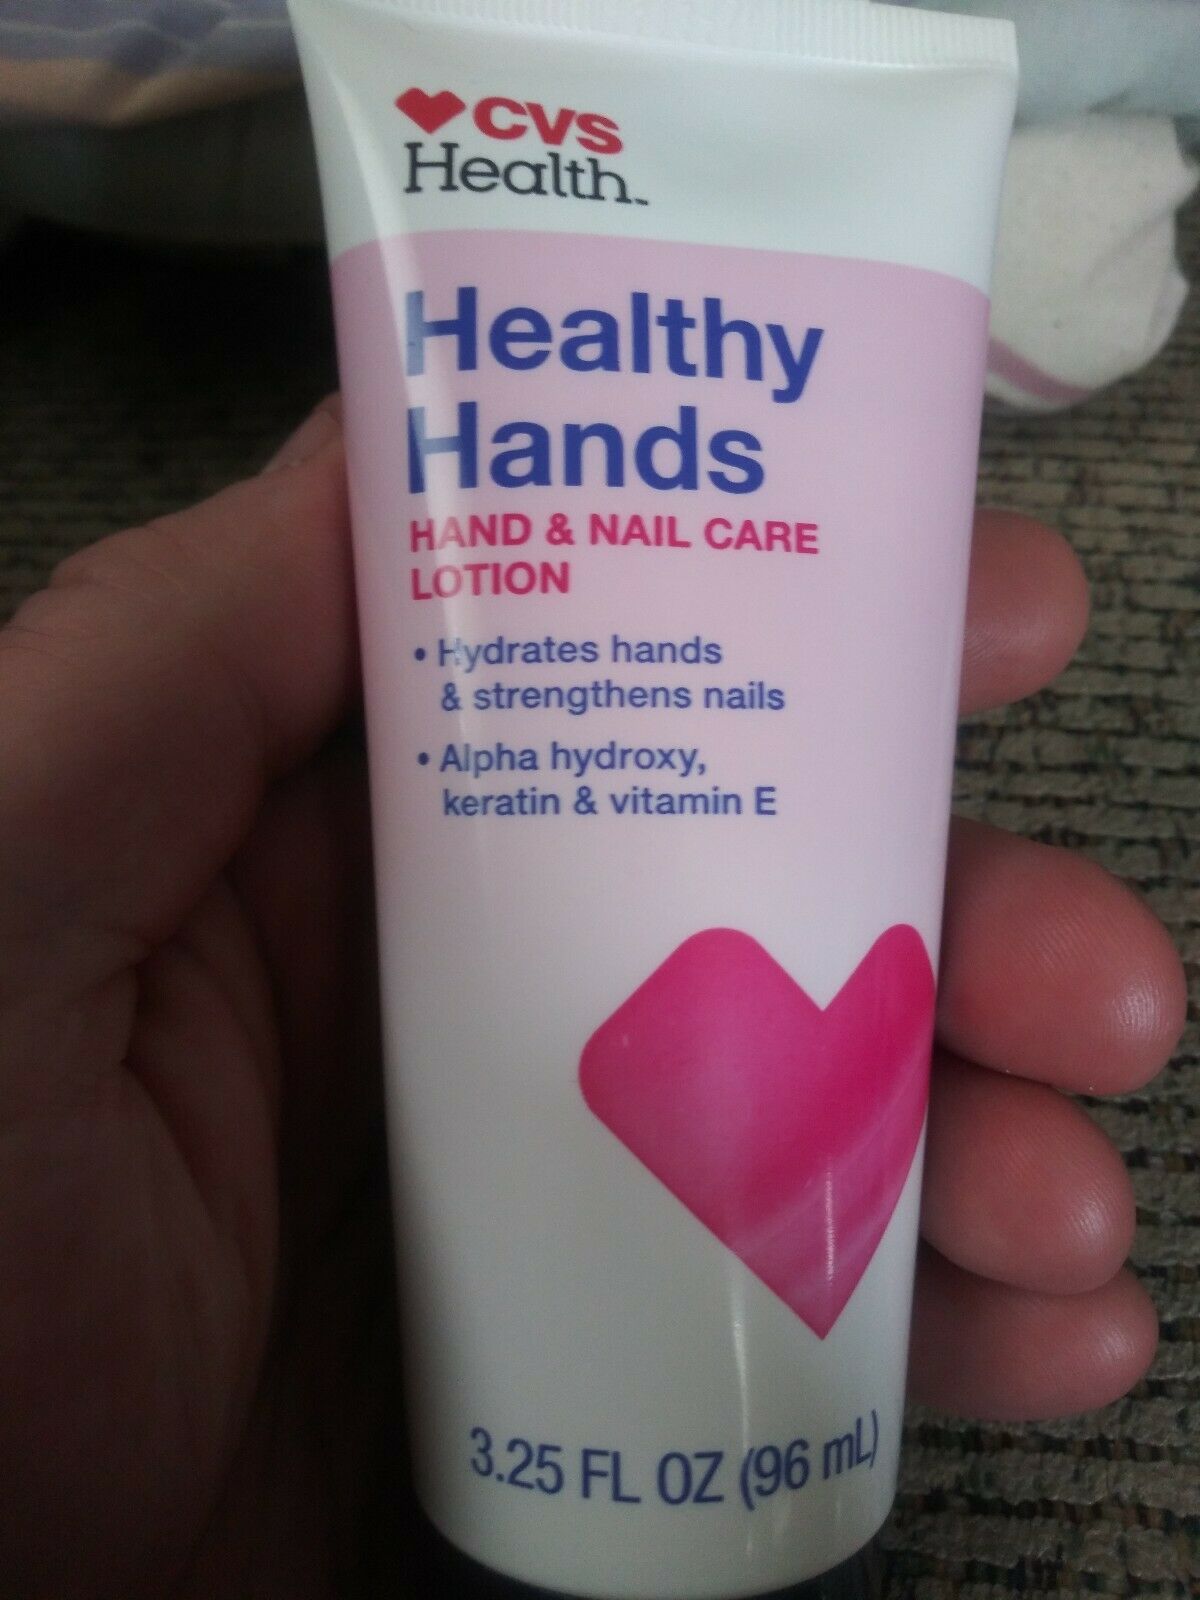 CVS
Health™
Healthy
Hands
HAND & NAIL CARE
LOTION
• Hydrates hands
& strengthens nails
• Alpha hydroxy,
keratin & vitamin E
3.25 FL OZ (96 mL)